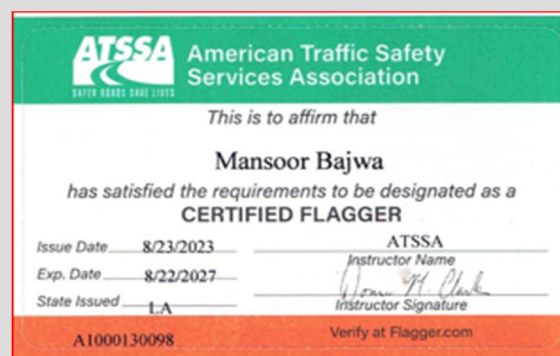 ATSSA
SAFER ROADS SAVE LIVES
American Traffic Safety
Services Association
This is to affirm that
Mansoor Bajwa
has satisfied the requirements to be designated as a
CERTIFIED FLAGGER
Issue Date 8/23/2023
ATSSA
Instructor Name
Exp. Date 8/22/2027
Instructor Signature
State Issued LA
A1000130098
Verify at Flagger.com